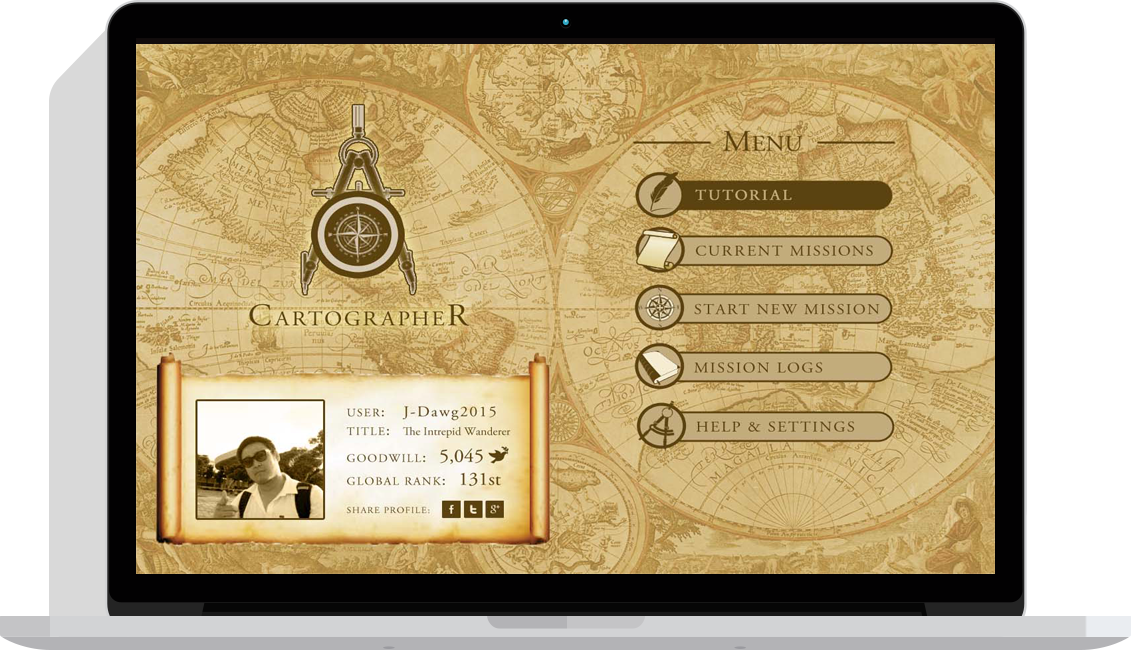 CARTOGRAPHER
USER: J-Dawg2015
TITLE: The Intrepid Wanderer
GOODWILL: 5,045
GLOBAL RANK: 131st
SHARE PROFILE: f t g+
MENU
TUTORIAL
CURRENT MISSIONS
START NEW MISSION
MISSION LOGS
HELP & SETTINGS